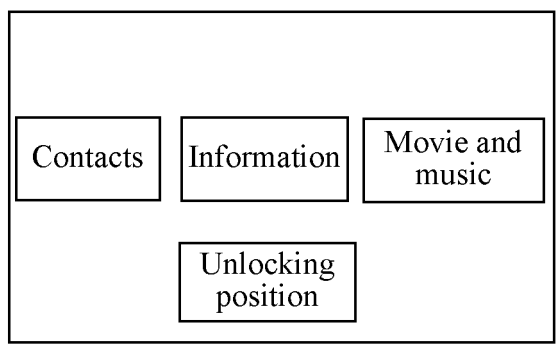 Contacts
Information
Movie and
music
Unlocking
position